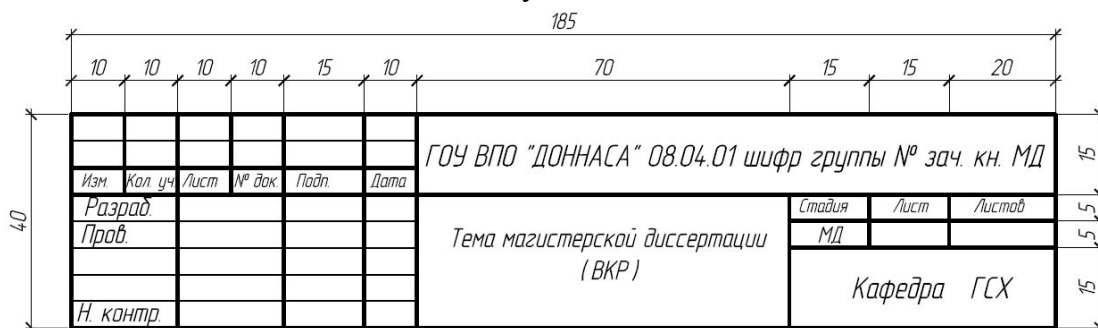 185
10 10 10 10 15 10 70 15 15 20
ГОУ ВПО "ДОННАСА" 08.04.01 шифр группы № зач. кн. МД
15
Изм. Кол. уч. Лист № док. Подп. Дата
40
Разраб.
Стадия Лист Листов
5
Пров.
МД
5
Тема магистерской диссертации
(ВКР)
Кафедра ГСХ
15
Н. контр.